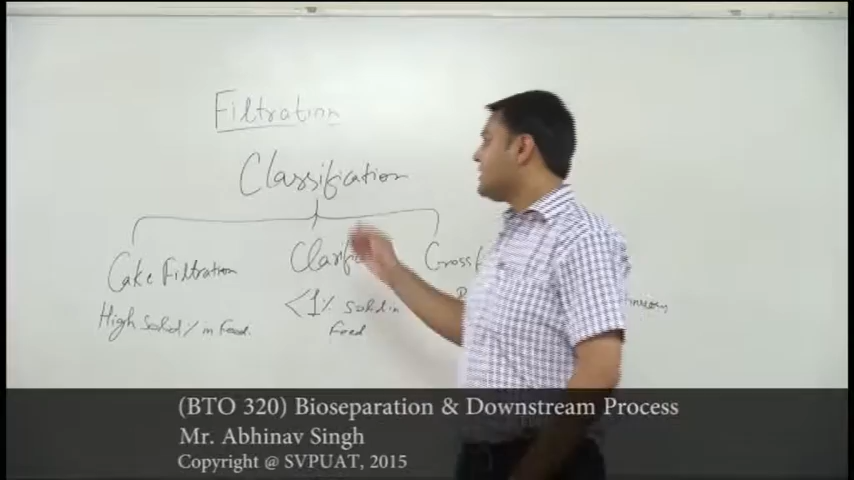 Filtration
Classification
Cake Filtration
High Solid % in Feed.
<1% Solid in
Feed
(BTO 320) Bioseparation & Downstream Process
Mr. Abhinav Singh
Copyright @ SVPUAT, 2015